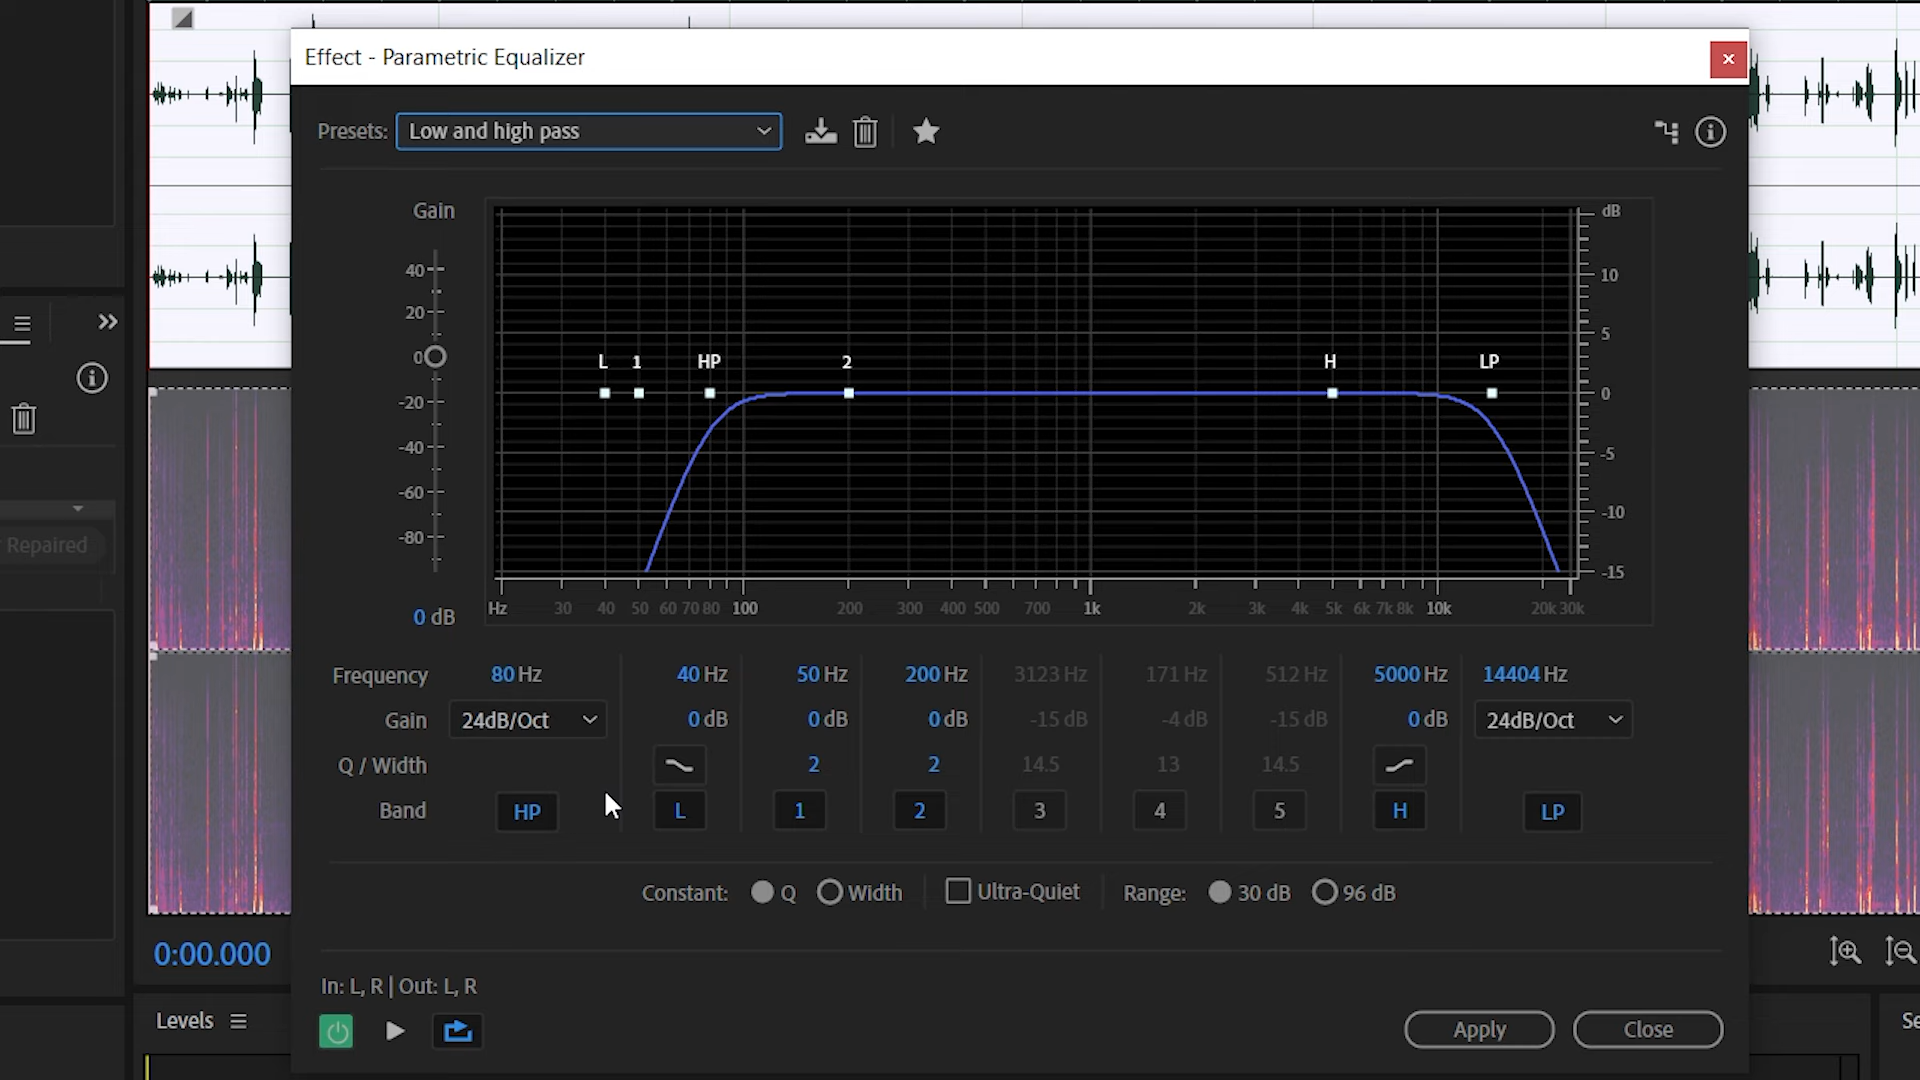 Effect - Parametric Equalizer
Presets: Low and high pass
Gain
dB
40
20
0
-20
-40
-60
-80
0 dB
10
5
0
-5
-10
-15
L 1 HP 2 H LP
Hz 30 40 50 60 70 80 100 200 300 400 500 700 1k 2k 3k 4k 5k 6k 7k 8k 10k 20k 30k
Frequency 80 Hz 40 Hz 50 Hz 200 Hz 3123 Hz 171 Hz 512 Hz 5000 Hz 14404 Hz
Gain 24dB/Oct 0 dB 0 dB 0 dB -15 dB -4 dB -15 dB 0 dB 24dB/Oct
Q / Width 2 2 14.5 13 14.5
Band HP L 1 2 3 4 5 H LP
Constant: Q Width Ultra-Quiet Range: 30 dB 96 dB
In: L, R | Out: L, R
Apply Close
Repaired
0:00.000
Levels
Se